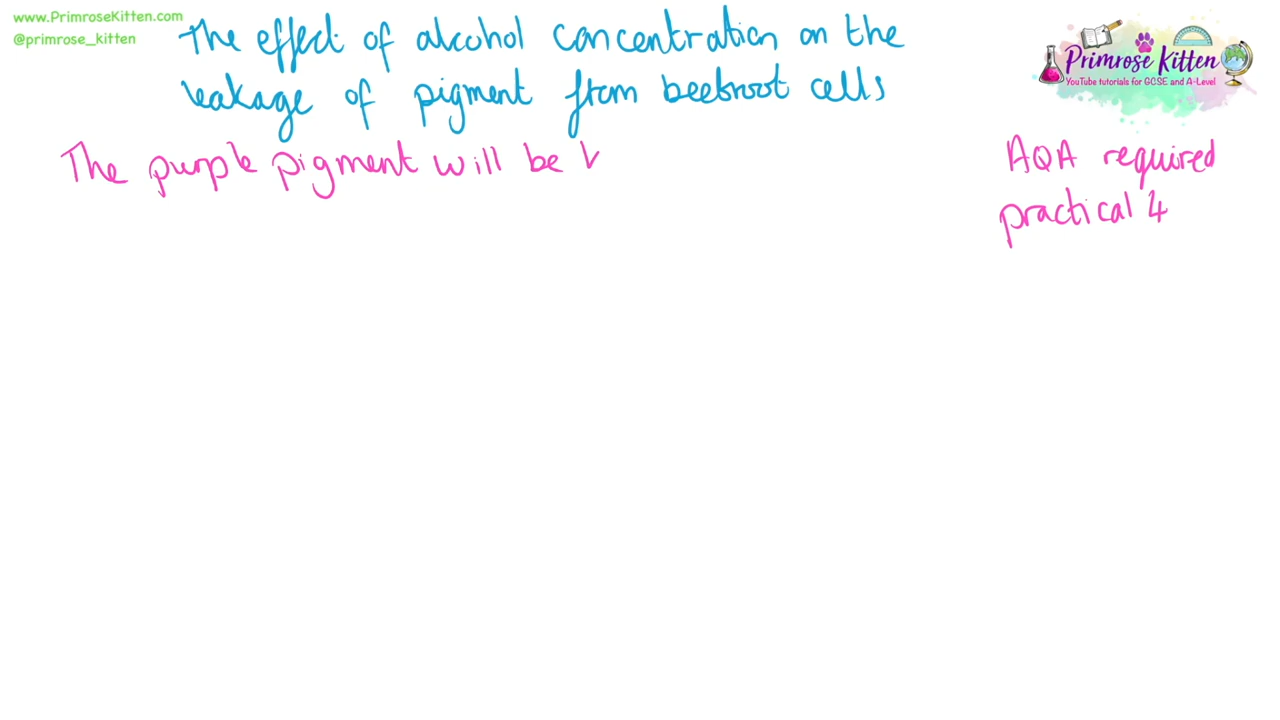 www.PrimroseKitten.com
@primrose_kitten
The effect of alcohol concentration on the
leakage of pigment from beetroot cells
Primrose Kitten
YouTube tutorials for GCSE and A-Level
The purple pigment will be
AQA required
practical 4